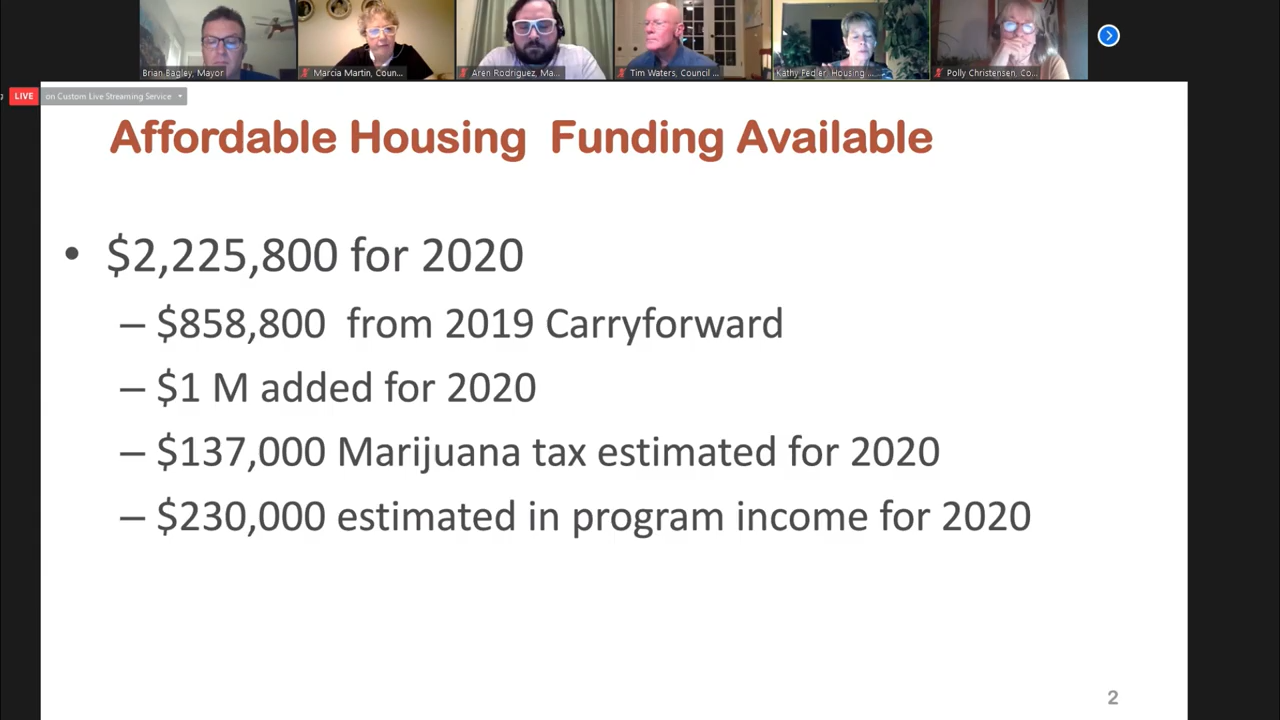 Brian Bagley, Mayor
Marcia Martin, Coun...
Aren Rodriguez, Ma...
Tim Waters, Council ...
Kathy Fedler, Housing ...
Polly Christensen, Co...
LIVE on Custom Live Streaming Service
Affordable Housing Funding Available
• $2,225,800 for 2020
– $858,800 from 2019 Carryforward
– $1 M added for 2020
– $137,000 Marijuana tax estimated for 2020
– $230,000 estimated in program income for 2020
2